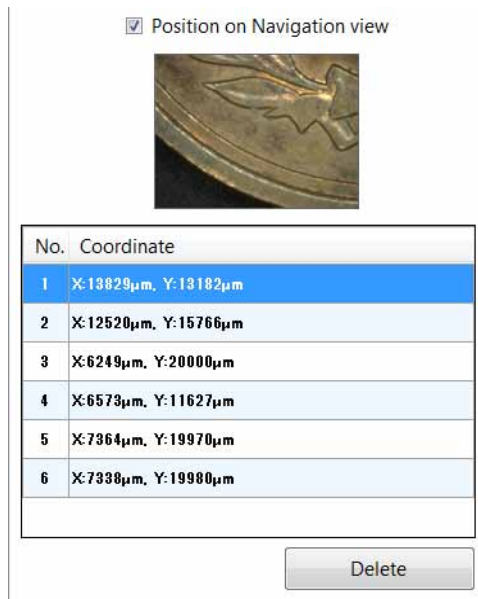 Position on Navigation view
No. Coordinate
1 X:13829μm, Y:13182μm
2 X:12520μm, Y:15766μm
3 X:6249μm, Y:20000μm
4 X:6573μm, Y:11627μm
5 X:7364μm, Y:19970μm
6 X:7338μm, Y:19980μm
Delete